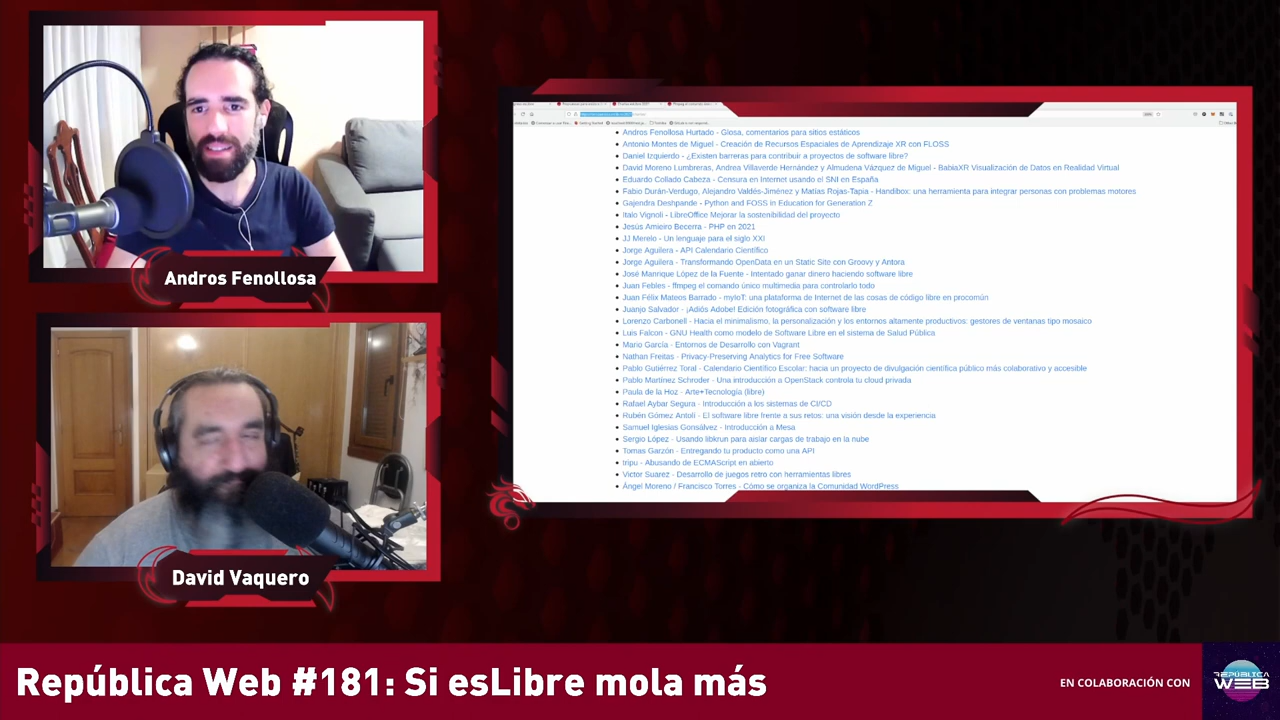 Andros Fenollosa
David Vaquero
Andros Fenollosa Hurtado - Glosa, comentarios para sitios estáticos
Antonio Montes de Miguel - Creación de Recursos Espaciales de Aprendizaje XR con FLOSS
Daniel Izquierdo - ¿Existen barreras para contribuir a proyectos de software libre?
David Moreno Lumbreras, Andrea Villaverde Hernández y Almudena Vázquez de Miguel - BabiaXR Visualización de Datos en Realidad Virtual
Eduardo Collado Cabeza - Censura en Internet usando el SNI en España
Fabio Durán-Verdugo, Alejandro Valdés-Jiménez y Matías Rojas-Tapia - Handibox: una herramienta para integrar personas con problemas motores
Gajendra Deshpande - Python and FOSS in Education for Generation Z
Italo Vignoli - LibreOffice Mejorar la sostenibilidad del proyecto
Jesús Amieiro Becerra - PHP en 2021
JJ Merelo - Un lenguaje para el siglo XXI
Jorge Aguilera - API Calendario Científico
Jorge Aguilera - Transformando OpenData en un Static Site con Groovy y Antora
José Manrique López de la Fuente - Intentado ganar dinero haciendo software libre
Juan Febles - ffmpeg el comando único multimedia para controlarlo todo
Juan Félix Mateos Barrado - myIoT: una plataforma de Internet de las cosas de código libre en procomún
Juanjo Salvador - ¡Adiós Adobe! Edición fotográfica con software libre
Lorenzo Carbonell - Hacia el minimalismo, la personalización y los entornos altamente productivos: gestores de ventanas tipo mosaico
Luis Falcon - GNU Health como modelo de Software Libre en el sistema de Salud Pública
Mario García - Entornos de Desarrollo con Vagrant
Nathan Freitas - Privacy-Preserving Analytics for Free Software
Pablo Gutiérrez Toral - Calendario Científico Escolar: hacia un proyecto de divulgación científica público más colaborativo y accesible
Pablo Martínez Schroder - Una introducción a OpenStack controla tu cloud privada
Paula de la Hoz - Arte+Tecnología (libre)
Rafael Aybar Segura - Introducción a los sistemas de CI/CD
Rubén Gómez Antolí - El software libre frente a sus retos: una visión desde la experiencia
Samuel Iglesias Gonsálvez - Introducción a Mesa
Sergio López - Usando libkrun para aislar cargas de trabajo en la nube
Tomas Garzón - Entregando tu producto como una API
tripu - Abusando de ECMAScript en abierto
Victor Suarez - Desarrollo de juegos retro con herramientas libres
Ángel Moreno / Francisco Torres - Cómo se organiza la Comunidad WordPress
República Web #181: Si esLibre mola más
EN COLABORACIÓN CON
REPÚBLICA
WEB